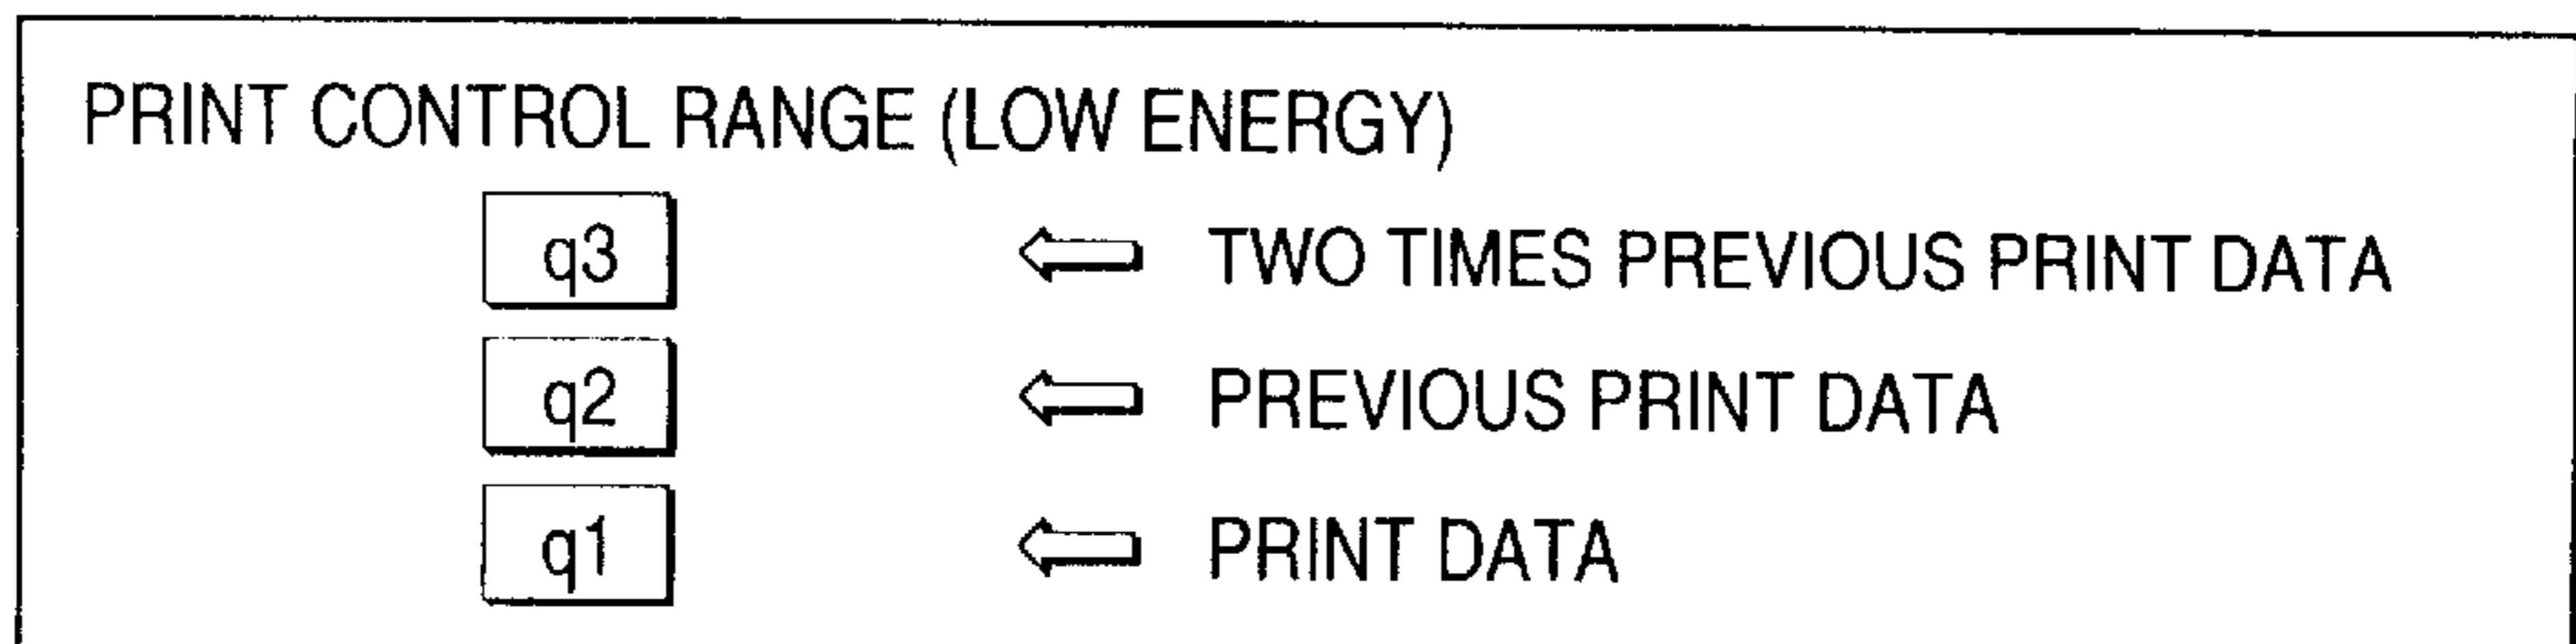 PRINT CONTROL RANGE (LOW ENERGY)
q3 TWO TIMES PREVIOUS PRINT DATA
q2 PREVIOUS PRINT DATA
q1 PRINT DATA